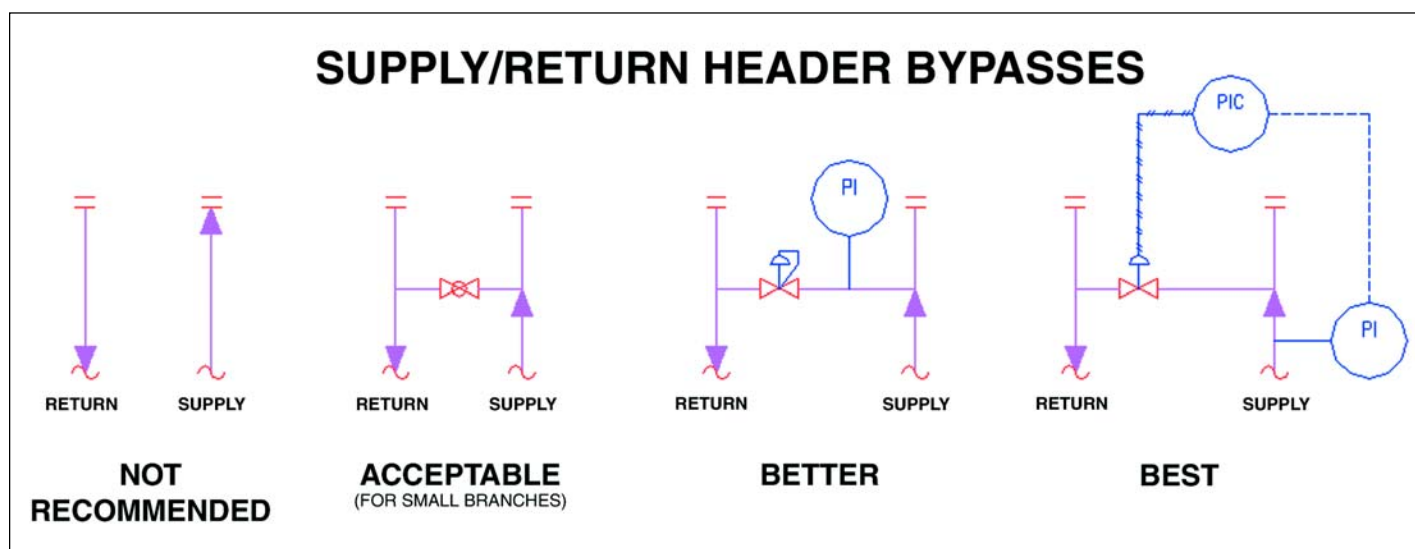 SUPPLY/RETURN HEADER BYPASSES
PIC
PI
PI
RETURN
SUPPLY
RETURN
SUPPLY
RETURN
SUPPLY
RETURN
SUPPLY
NOT
RECOMMENDED
ACCEPTABLE
(FOR SMALL BRANCHES)
BETTER
BEST